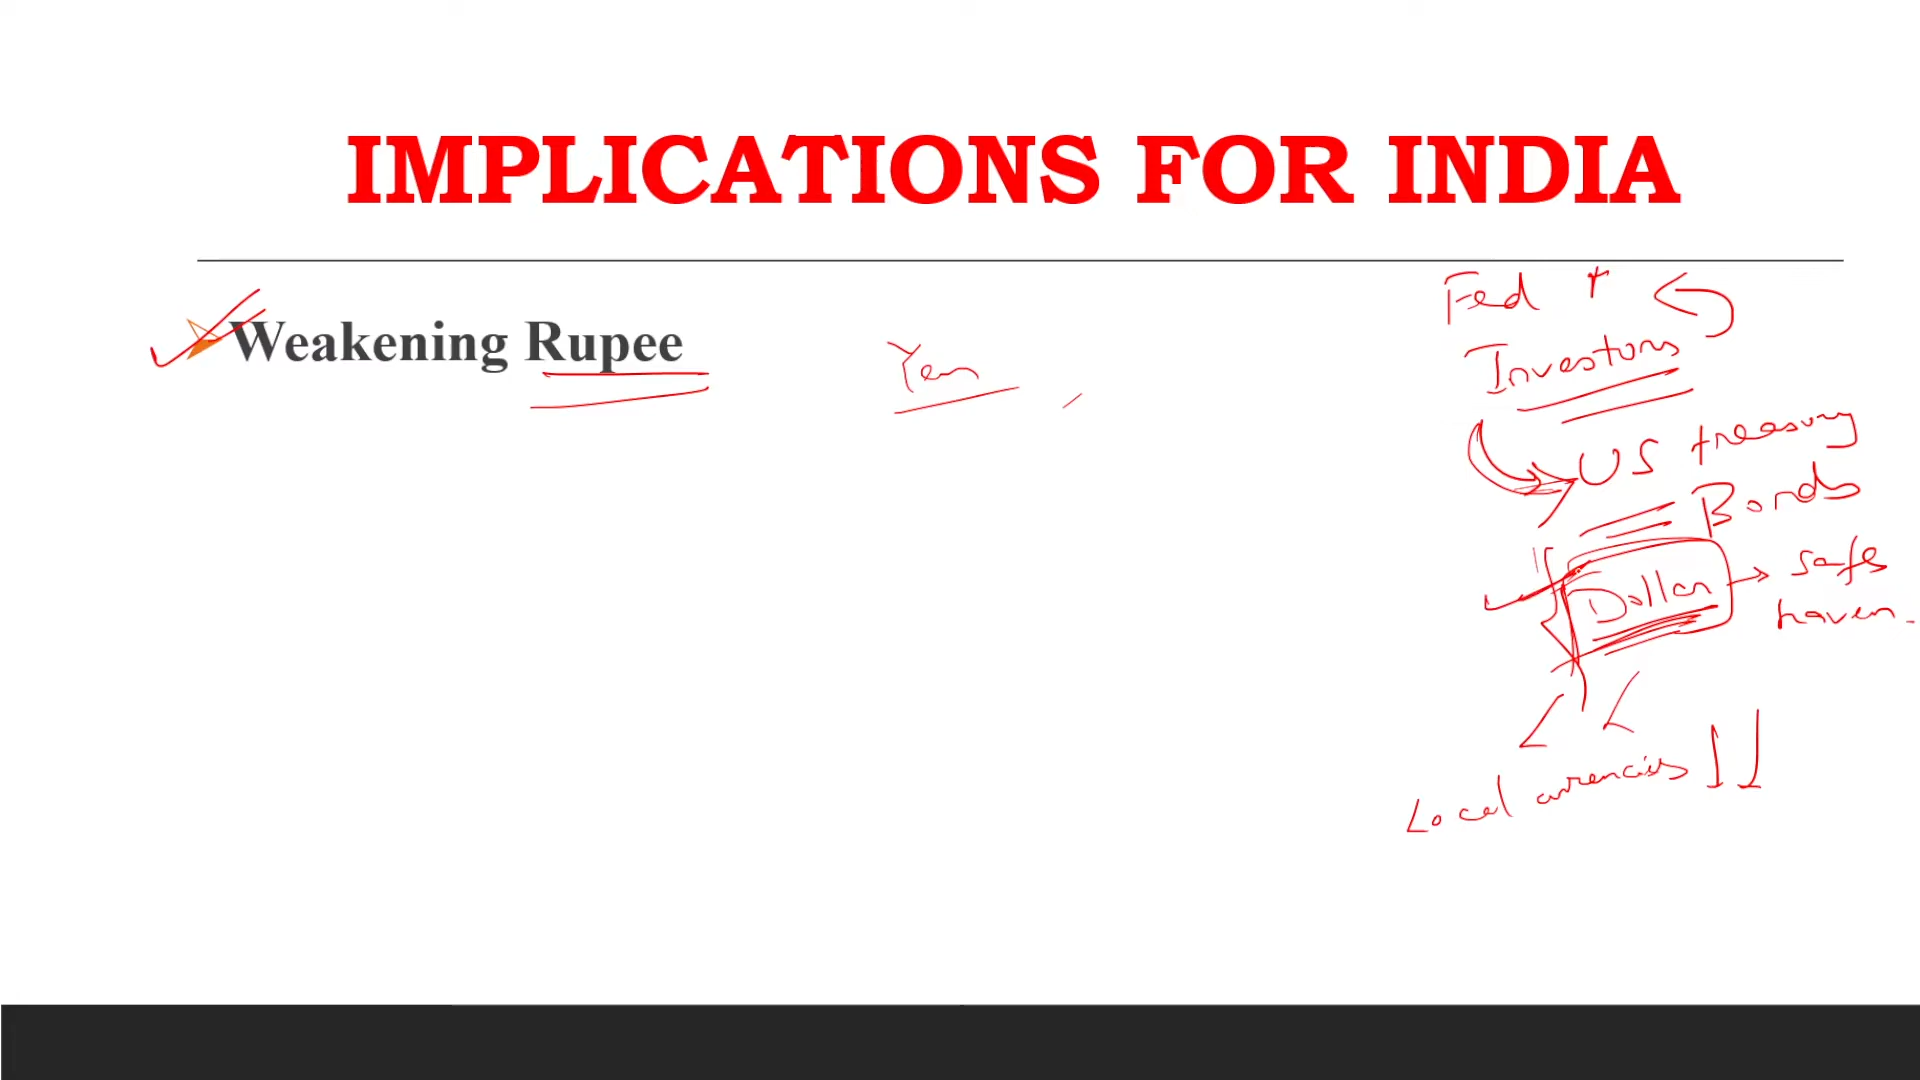 IMPLICATIONS FOR INDIA
Weakening Rupee
Yen
Fed ↑
Investors
US treasury
Bonds
Dollar → safe
haven.
Local currencies ↓↓